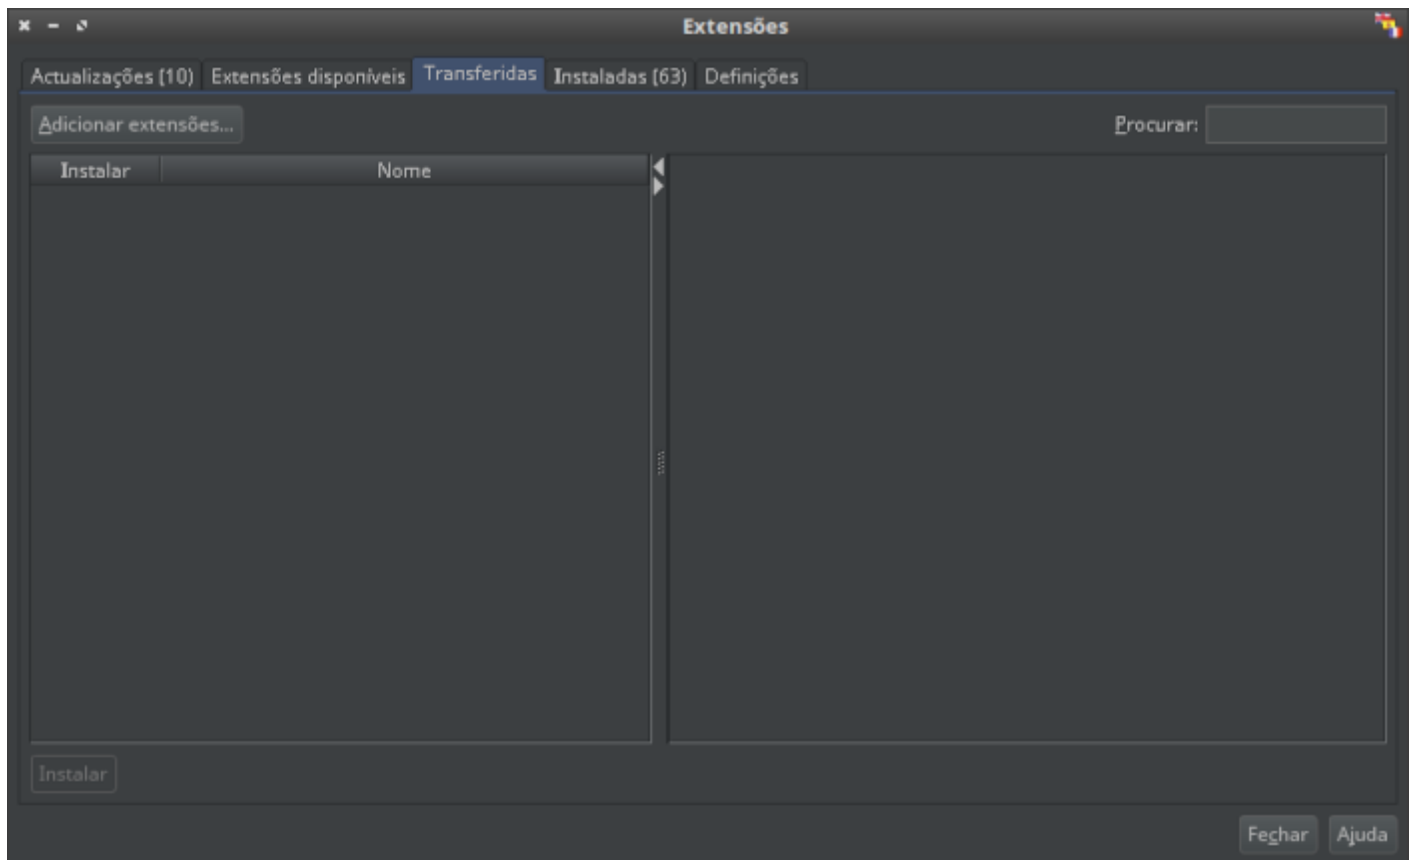 Extensões
Actualizações (10) Extensões disponíveis Transferidas Instaladas (63) Definições
Adicionar extensões... Procurar:
Instalar Nome
Instalar
Fechar Ajuda